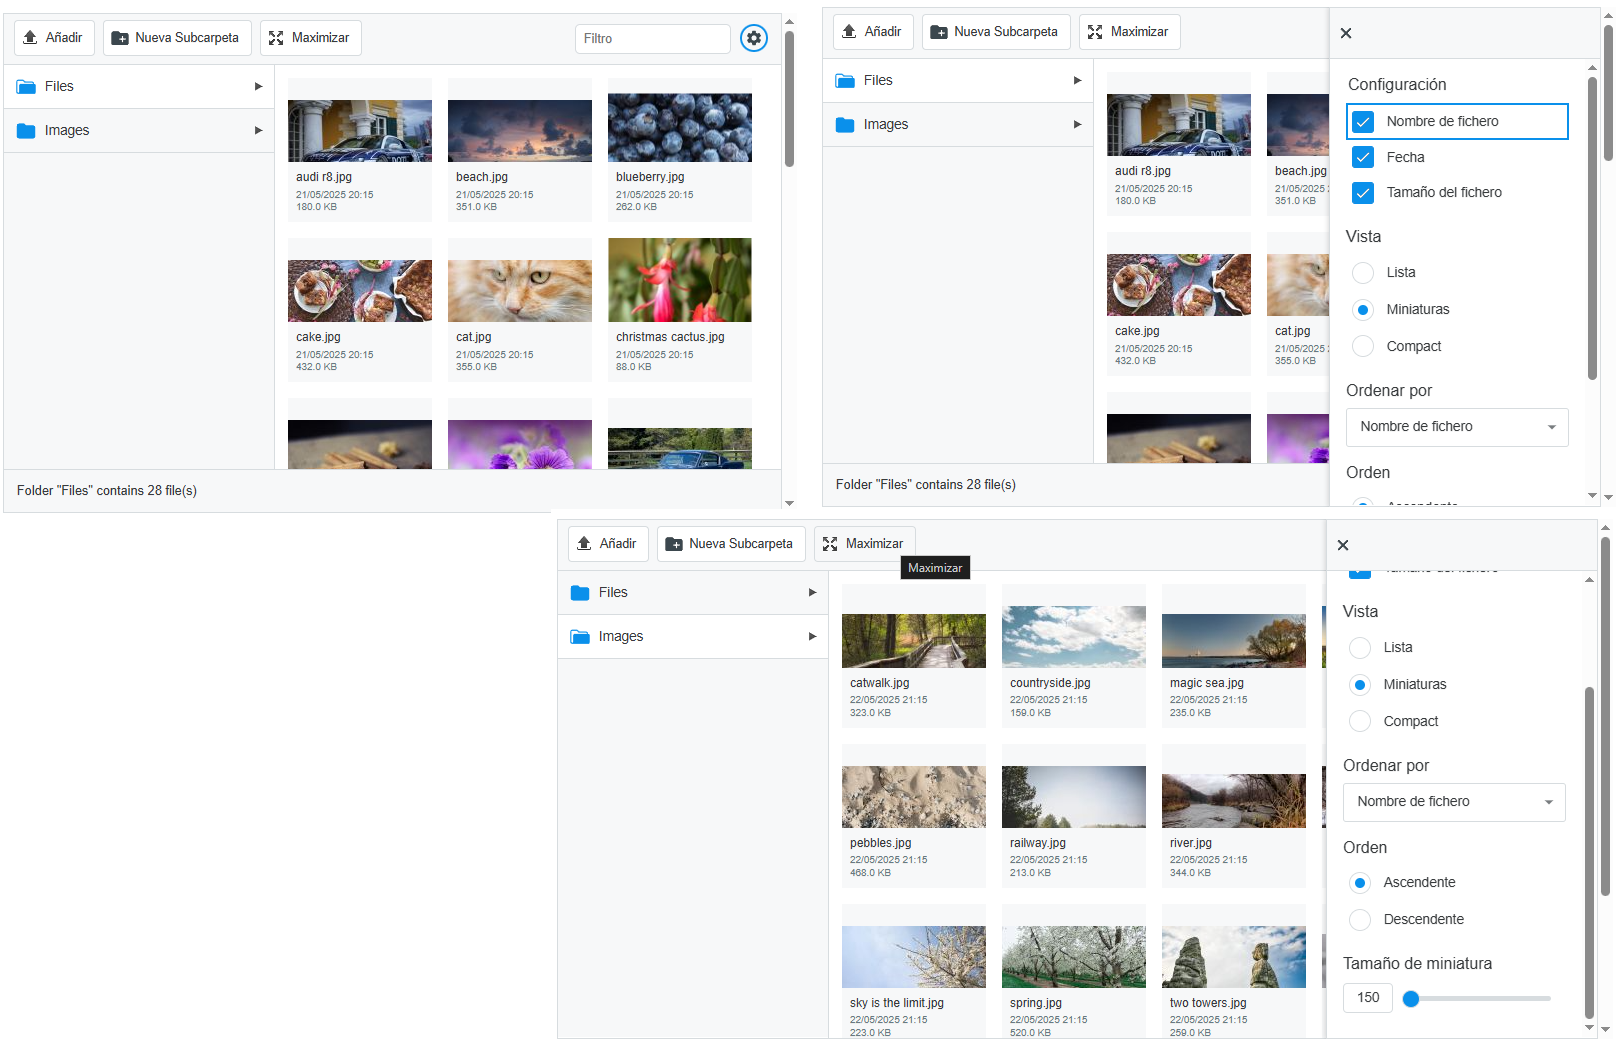 Añadir
Nueva Subcarpeta
Maximizar
Filtro
Files
Images
audi r8.jpg
21/05/2025 20:15
180.0 KB
beach.jpg
21/05/2025 20:15
351.0 KB
blueberry.jpg
21/05/2025 20:15
262.0 KB
cake.jpg
21/05/2025 20:15
432.0 KB
cat.jpg
21/05/2025 20:15
355.0 KB
christmas cactus.jpg
21/05/2025 20:15
88.0 KB
Folder "Files" contains 28 file(s)
Añadir
Nueva Subcarpeta
Maximizar
Files
Images
audi r8.jpg
21/05/2025 20:15
180.0 KB
beach.jpg
21/05/2025 20:15
351.0 KB
cake.jpg
21/05/2025 20:15
432.0 KB
cat.jpg
21/05/2025 20:15
355.0 KB
Folder "Files" contains 28 file(s)
Configuración
Nombre de fichero
Fecha
Tamaño del fichero
Vista
Lista
Miniaturas
Compact
Ordenar por
Nombre de fichero
Orden
Ascendente
Añadir
Nueva Subcarpeta
Maximizar
Maximizar
Files
Images
catwalk.jpg
22/05/2025 21:15
323.0 KB
countryside.jpg
22/05/2025 21:15
159.0 KB
magic sea.jpg
22/05/2025 21:15
235.0 KB
pebbles.jpg
22/05/2025 21:15
468.0 KB
railway.jpg
22/05/2025 21:15
213.0 KB
river.jpg
22/05/2025 21:15
344.0 KB
sky is the limit.jpg
22/05/2025 21:15
223.0 KB
spring.jpg
22/05/2025 21:15
520.0 KB
two towers.jpg
22/05/2025 21:15
259.0 KB
Tamaño del fichero
Vista
Lista
Miniaturas
Compact
Ordenar por
Nombre de fichero
Orden
Ascendente
Descendente
Tamaño de miniatura
150